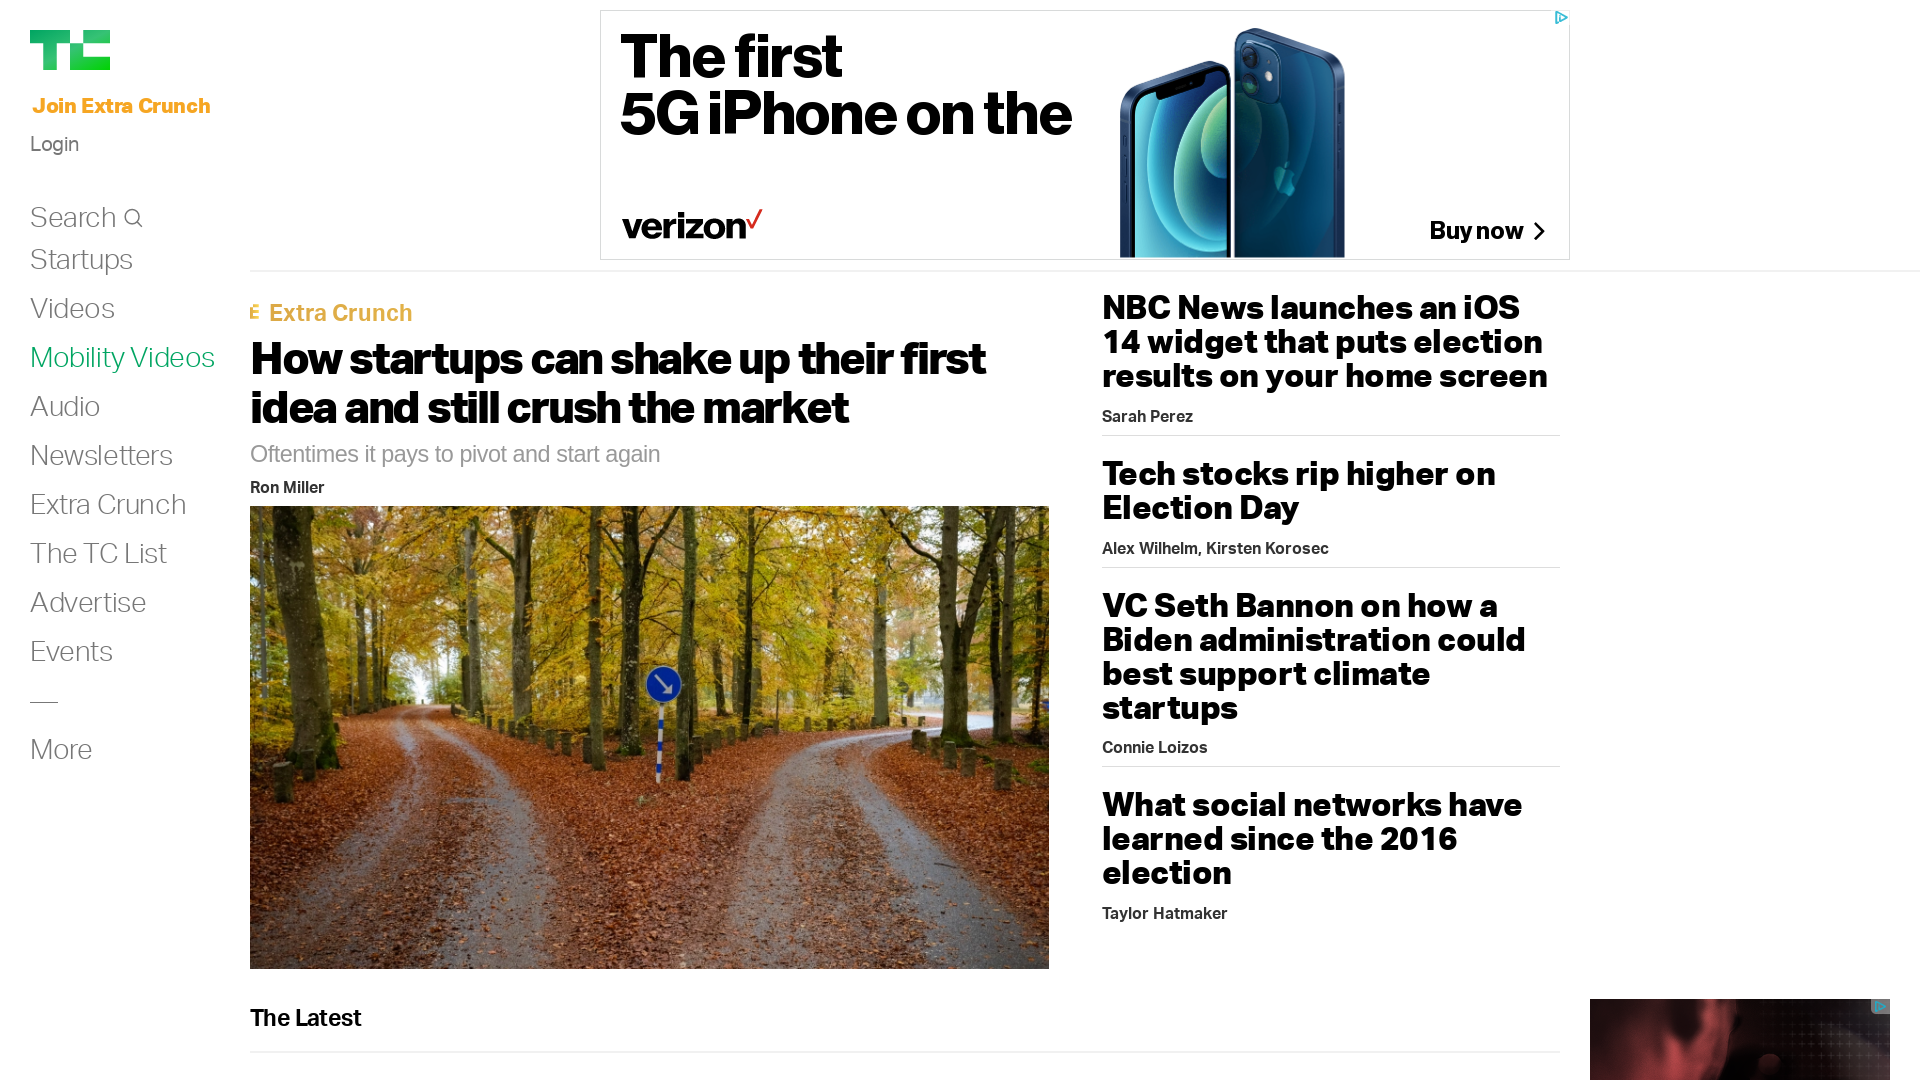 TC
Join Extra Crunch
Login
Search
Startups
Videos
Mobility Videos
Audio
Newsletters
Extra Crunch
The TC List
Advertise
Events
More
The first
5G iPhone on the
verizon
Buy now
Extra Crunch
How startups can shake up their first
idea and still crush the market
Oftentimes it pays to pivot and start again
Ron Miller
NBC News launches an iOS
14 widget that puts election
results on your home screen
Sarah Perez
Tech stocks rip higher on
Election Day
Alex Wilhelm, Kirsten Korosec
VC Seth Bannon on how a
Biden administration could
best support climate
startups
Connie Loizos
What social networks have
learned since the 2016
election
Taylor Hatmaker
The Latest